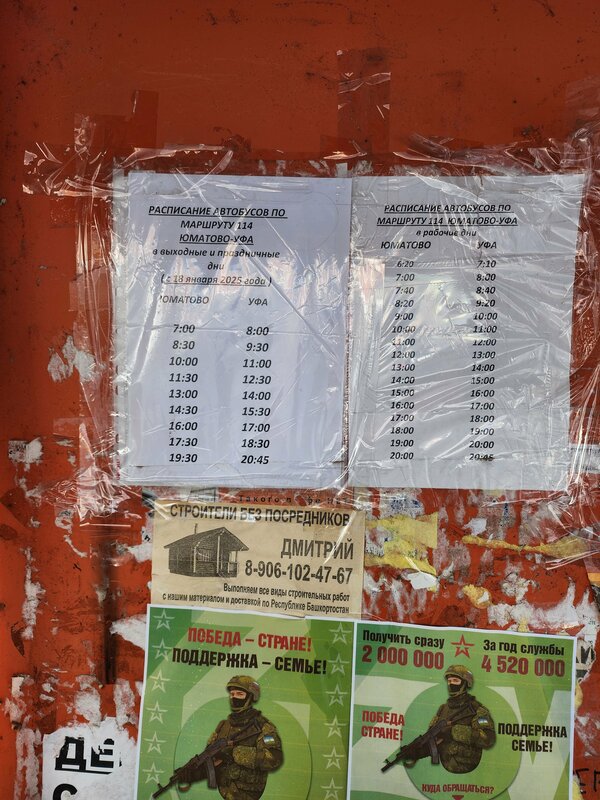 РАСПИСАНИЕ АВТОБУСОВ ПО
МАРШРУТУ 114
ЮМАТОВО-УФА
в выходные и праздничные
дни
( с 18 января 2025 года )
ЮМАТОВО УФА
7:00 8:00
8:30 9:30
10:00 11:00
11:30 12:30
13:00 14:00
14:30 15:30
16:00 17:00
17:30 18:30
19:30 20:45
РАСПИСАНИЕ АВТОБУСОВ ПО
МАРШРУТУ 114 ЮМАТОВО-УФА
в рабочие дни
ЮМАТОВО УФА
6:20 7:10
7:00 8:00
7:40 8:40
8:20 9:20
9:00 10:00
10:00 11:00
11:00 12:00
12:00 13:00
13:00 14:00
14:00 15:00
15:00 16:00
16:00 17:00
17:00 18:00
18:00 19:00
19:00 20:00
20:00 20:45
СТРОИТЕЛИ БЕЗ ПОСРЕДНИКОВ
ДМИТРИЙ
8-906-102-47-67
Выполняем все виды строительных работ
с нашим материалом и доставкой по Республике Башкортостан
ПОБЕДА – СТРАНЕ!
ПОДДЕРЖКА – СЕМЬЕ!
Получить сразу
2 000 000
За год службы
4 520 000
ПОБЕДА
СТРАНЕ!
ПОДДЕРЖКА
СЕМЬЕ!
КУДА ОБРАЩАТЬСЯ?
ДЕ